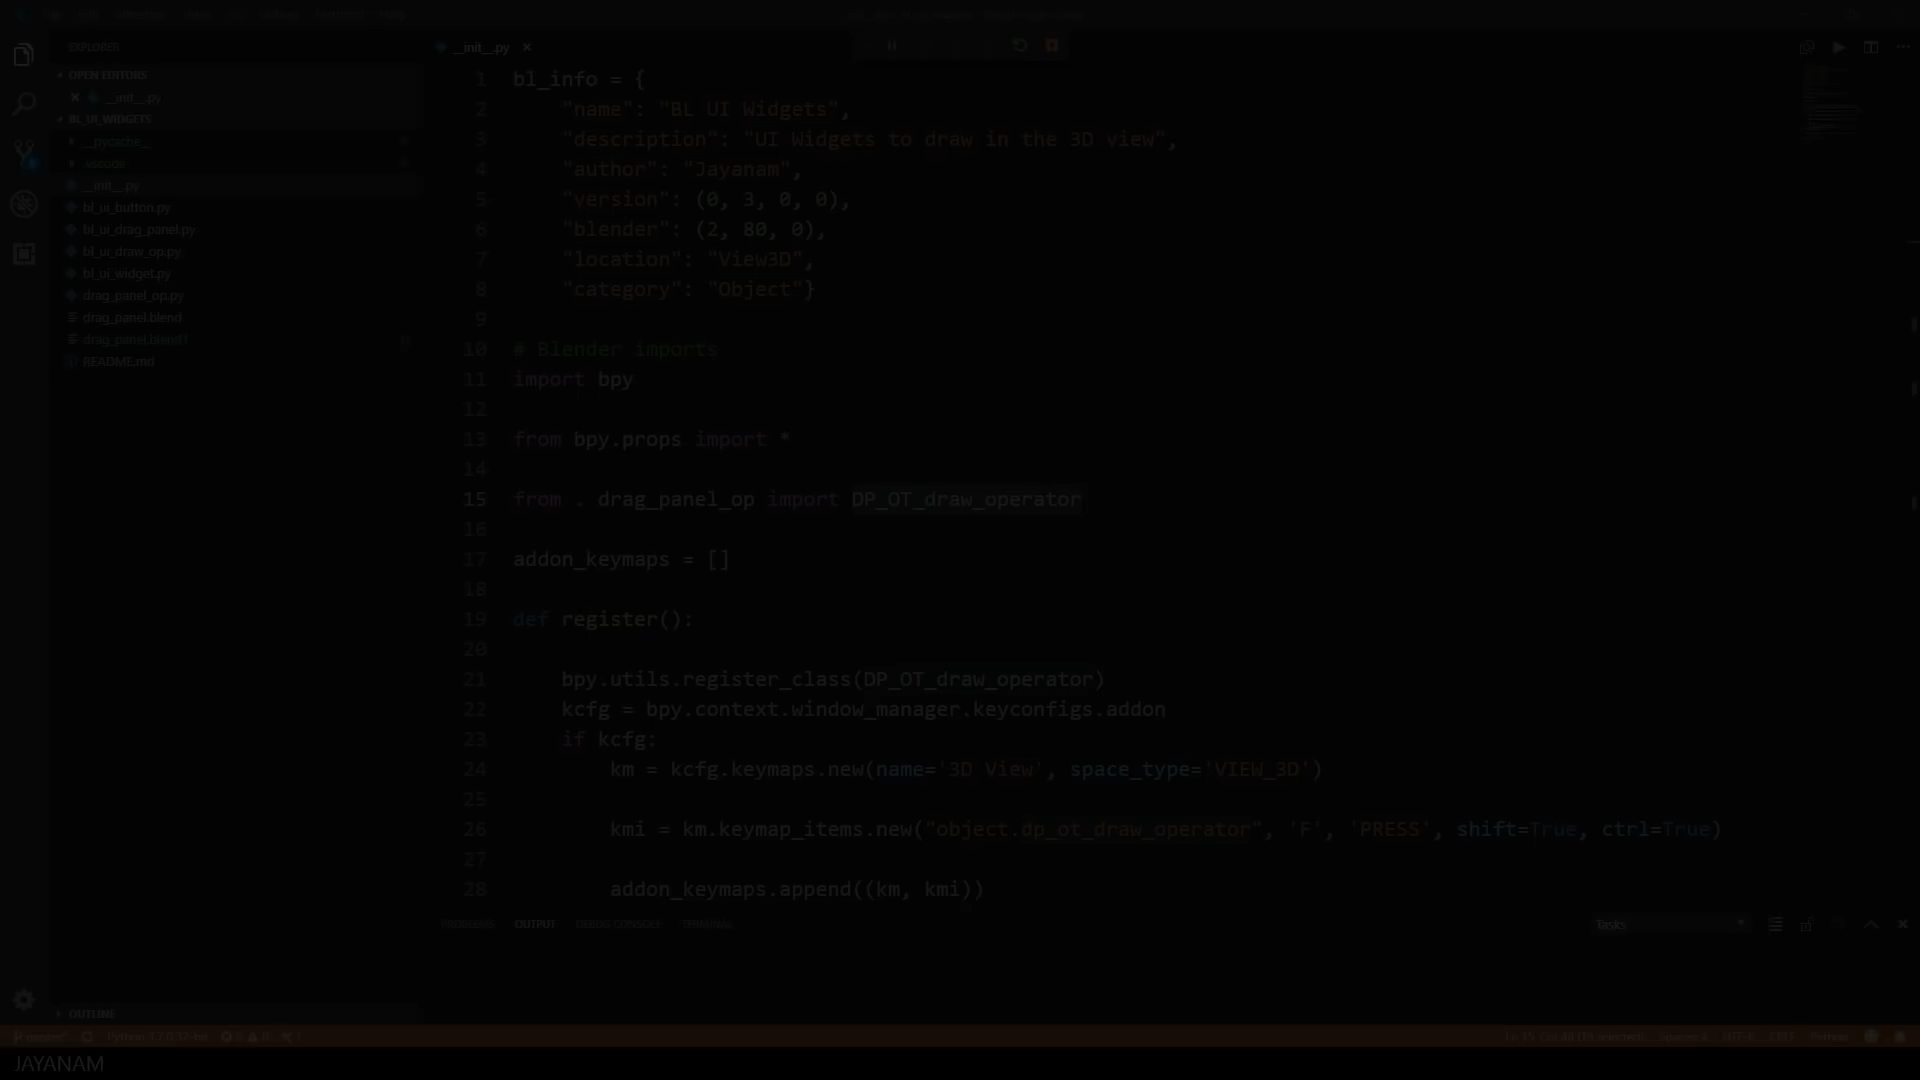 EXPLORER
OPEN EDITORS
__init__.py
BL_UI_WIDGETS
__pycache__
.vscode
__init__.py
bl_ui_button.py
bl_ui_drag_panel.py
bl_ui_draw_op.py
bl_ui_widget.py
drag_panel_op.py
drag_panel.blend
drag_panel.blend1
README.md
OUTLINE
__init__.py
1 bl_info = {
2 "name": "BL UI Widgets",
3 "description": "UI Widgets to draw in the 3D view",
4 "author": "Jayanam",
5 "version": (0, 3, 0, 0),
6 "blender": (2, 80, 0),
7 "location": "View3D",
8 "category": "Object"}
9
10 # Blender imports
11 import bpy
12
13 from bpy.props import *
14
15 from . drag_panel_op import DP_OT_draw_operator
16
17 addon_keymaps = []
18
19 def register():
20
21 bpy.utils.register_class(DP_OT_draw_operator)
22 kcfg = bpy.context.window_manager.keyconfigs.addon
23 if kcfg:
24 km = kcfg.keymaps.new(name='3D View', space_type='VIEW_3D')
25
26 kmi = km.keymap_items.new("object.dp_ot_draw_operator", 'F', 'PRESS', shift=True, ctrl=True)
27
28 addon_keymaps.append((km, kmi))
PROBLEMS OUTPUT DEBUG CONSOLE TERMINAL
Tasks
JAYANAM